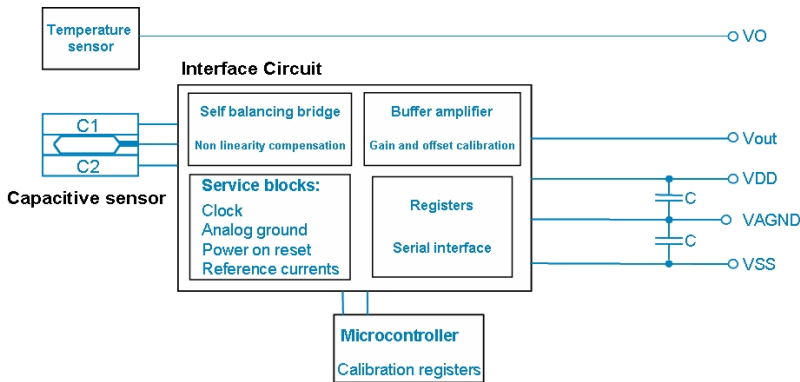 Temperature
sensor
VO
Interface Circuit
Self balancing bridge
Non linearity compensation
Buffer amplifier
Gain and offset calibration
C1
C2
Capacitive sensor
Vout
Service blocks:
Clock
Analog ground
Power on reset
Reference currents
Registers
Serial interface
VDD
C
VAGND
C
VSS
Microcontroller
Calibration registers